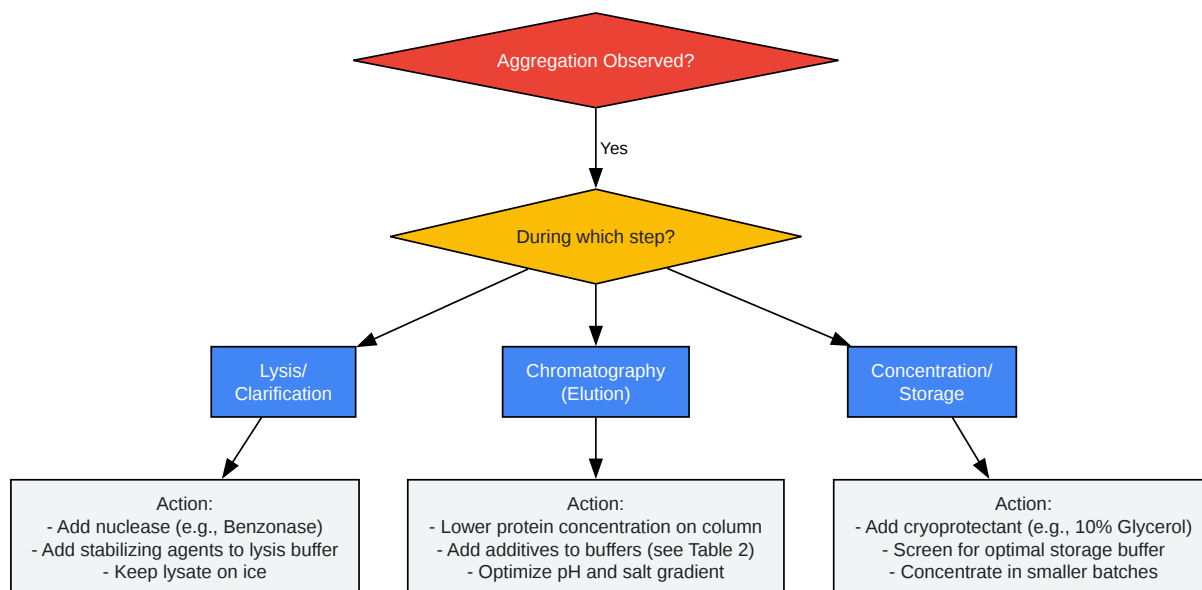 Aggregation Observed?
Yes
During which step?
Lysis/
Clarification
Chromatography
(Elution)
Concentration/
Storage
Action:
- Add nuclease (e.g., Benzonase)
- Add stabilizing agents to lysis buffer
- Keep lysate on ice
Action:
- Lower protein concentration on column
- Add additives to buffers (see Table 2)
- Optimize pH and salt gradient
Action:
- Add cryoprotectant (e.g., 10% Glycerol)
- Screen for optimal storage buffer
- Concentrate in smaller batches